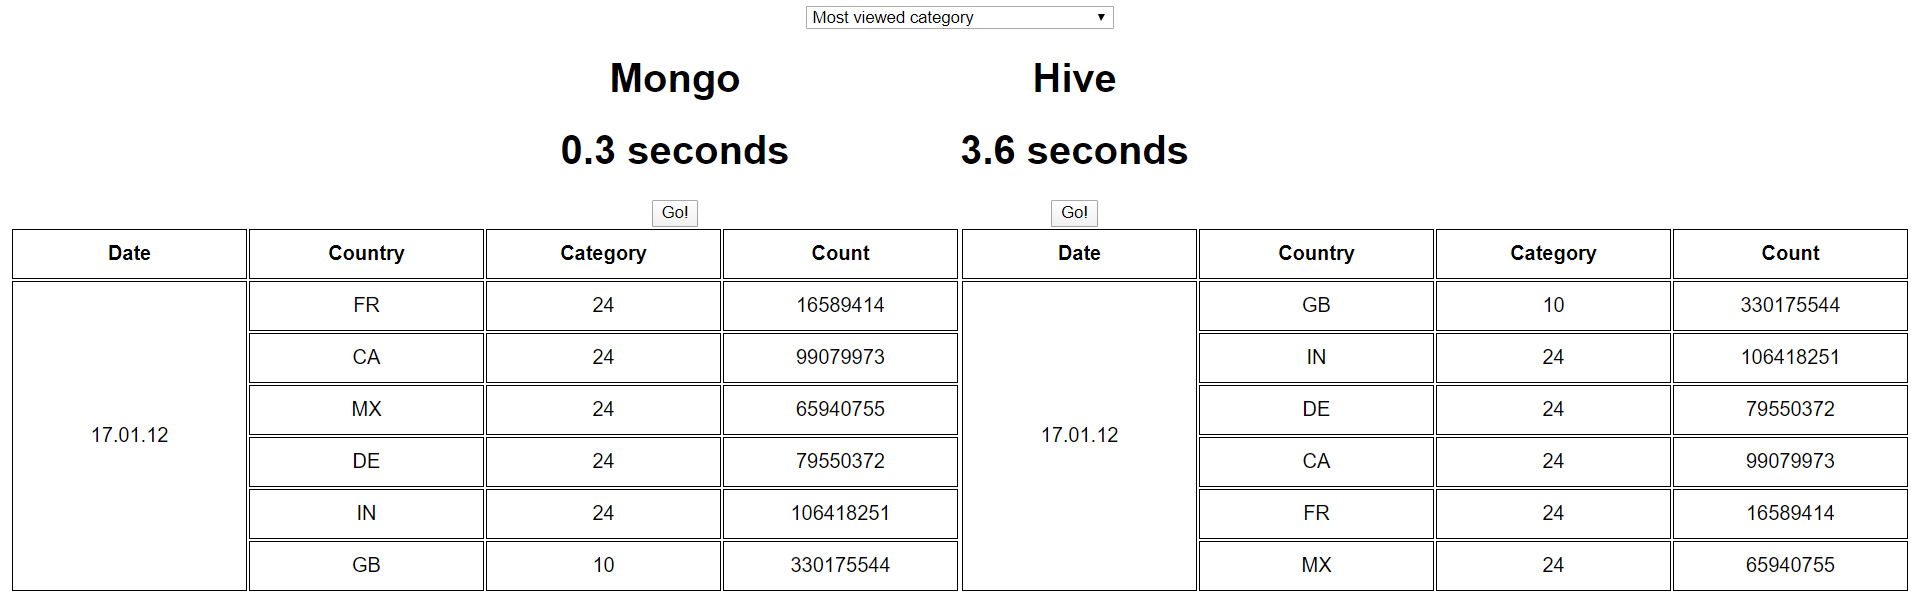 Most viewed category
Mongo Hive
0.3 seconds 3.6 seconds
Go! Go!
Date Country Category Count Date Country Category Count
FR 24 16589414 GB 10 330175544
CA 24 99079973 IN 24 106418251
MX 24 65940755 DE 24 79550372
17.01.12 17.01.12
DE 24 79550372 CA 24 99079973
IN 24 106418251 FR 24 16589414
GB 10 330175544 MX 24 65940755